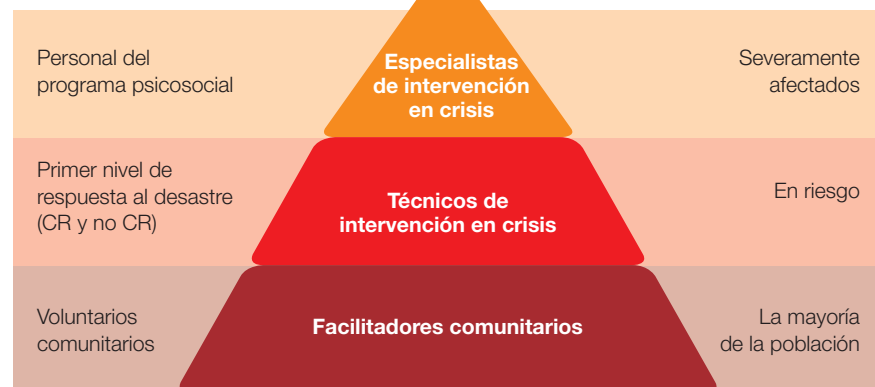 Personal del
programa psicosocial
Especialistas
de intervención
en crisis
Severamente
afectados
Primer nivel de
respuesta al desastre
(CR y no CR)
Técnicos de
intervención en crisis
En riesgo
Voluntarios
comunitarios
Facilitadores comunitarios
La mayoría
de la población